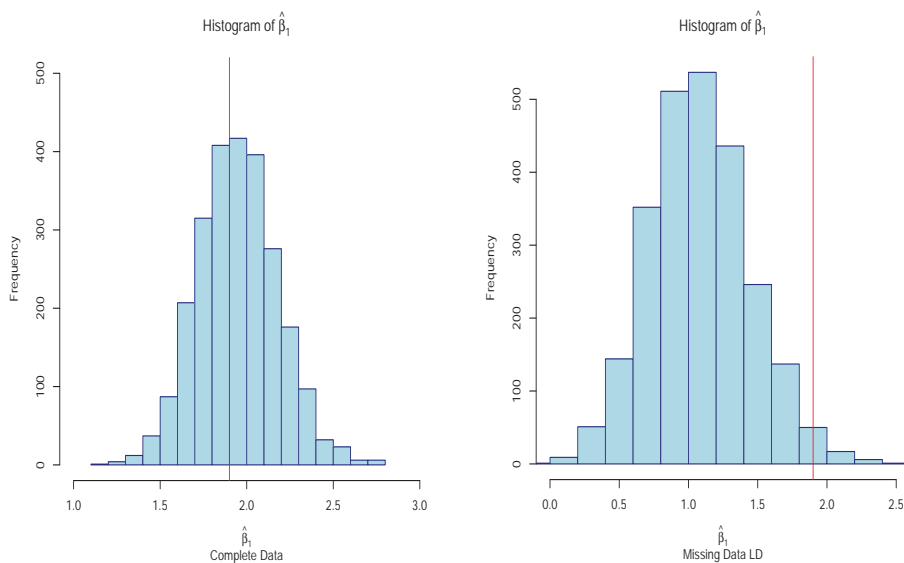 Histogram of β̂₁
Frequency
500
400
300
200
100
0
1.0 1.5 2.0 2.5 3.0
β̂₁
Complete Data
Histogram of β̂₁
Frequency
500
400
300
200
100
0
0.0 0.5 1.0 1.5 2.0 2.5
β̂₁
Missing Data LD